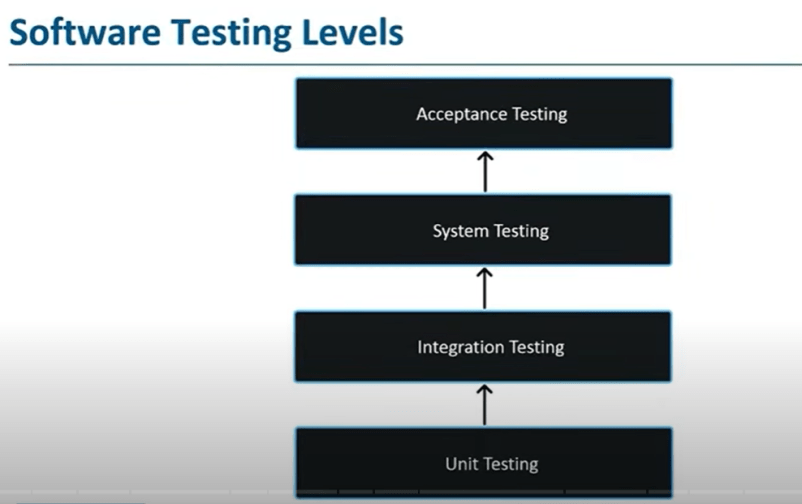 Software Testing Levels
Acceptance Testing
System Testing
Integration Testing
Unit Testing